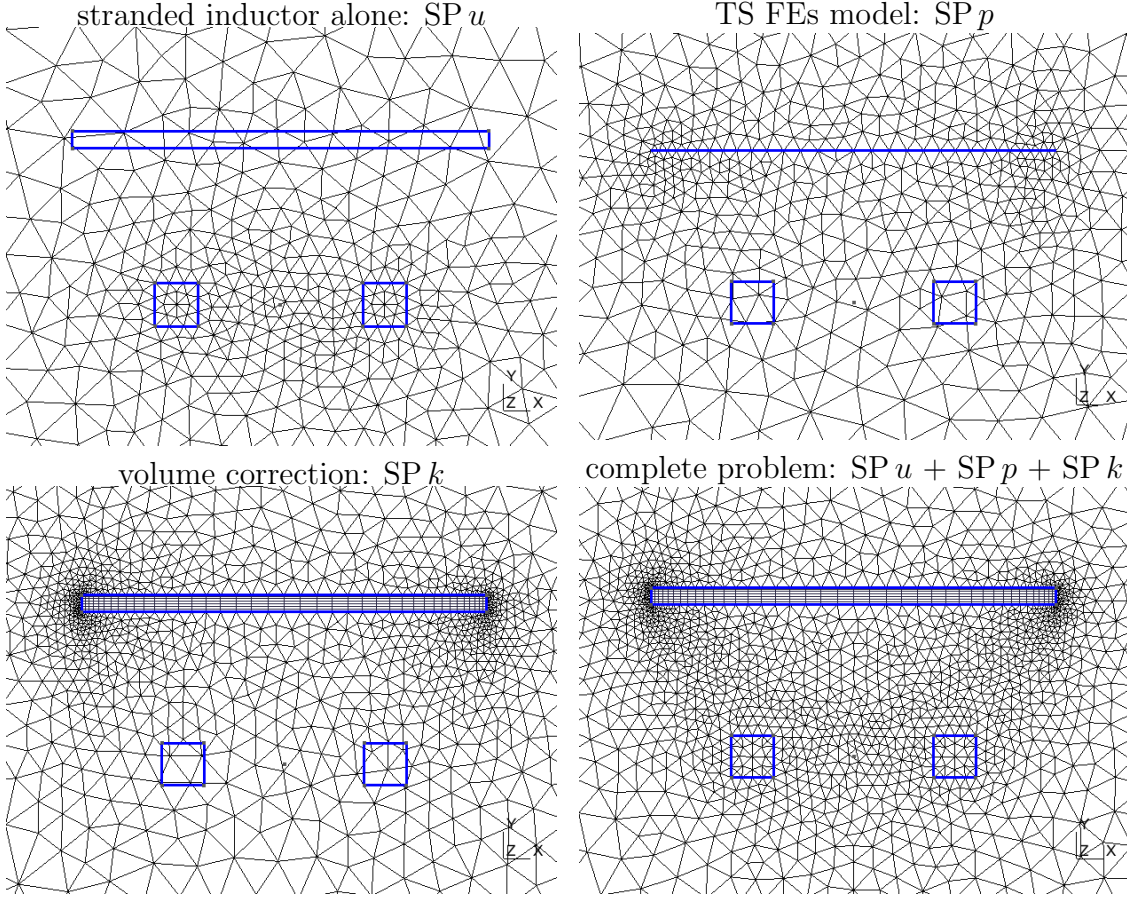 stranded inductor alone: SP u
TS FEs model: SP p
Y
Z X
Y
Z X
volume correction: SP k
complete problem: SP u + SP p + SP k
Y
Z X
Y
Z X